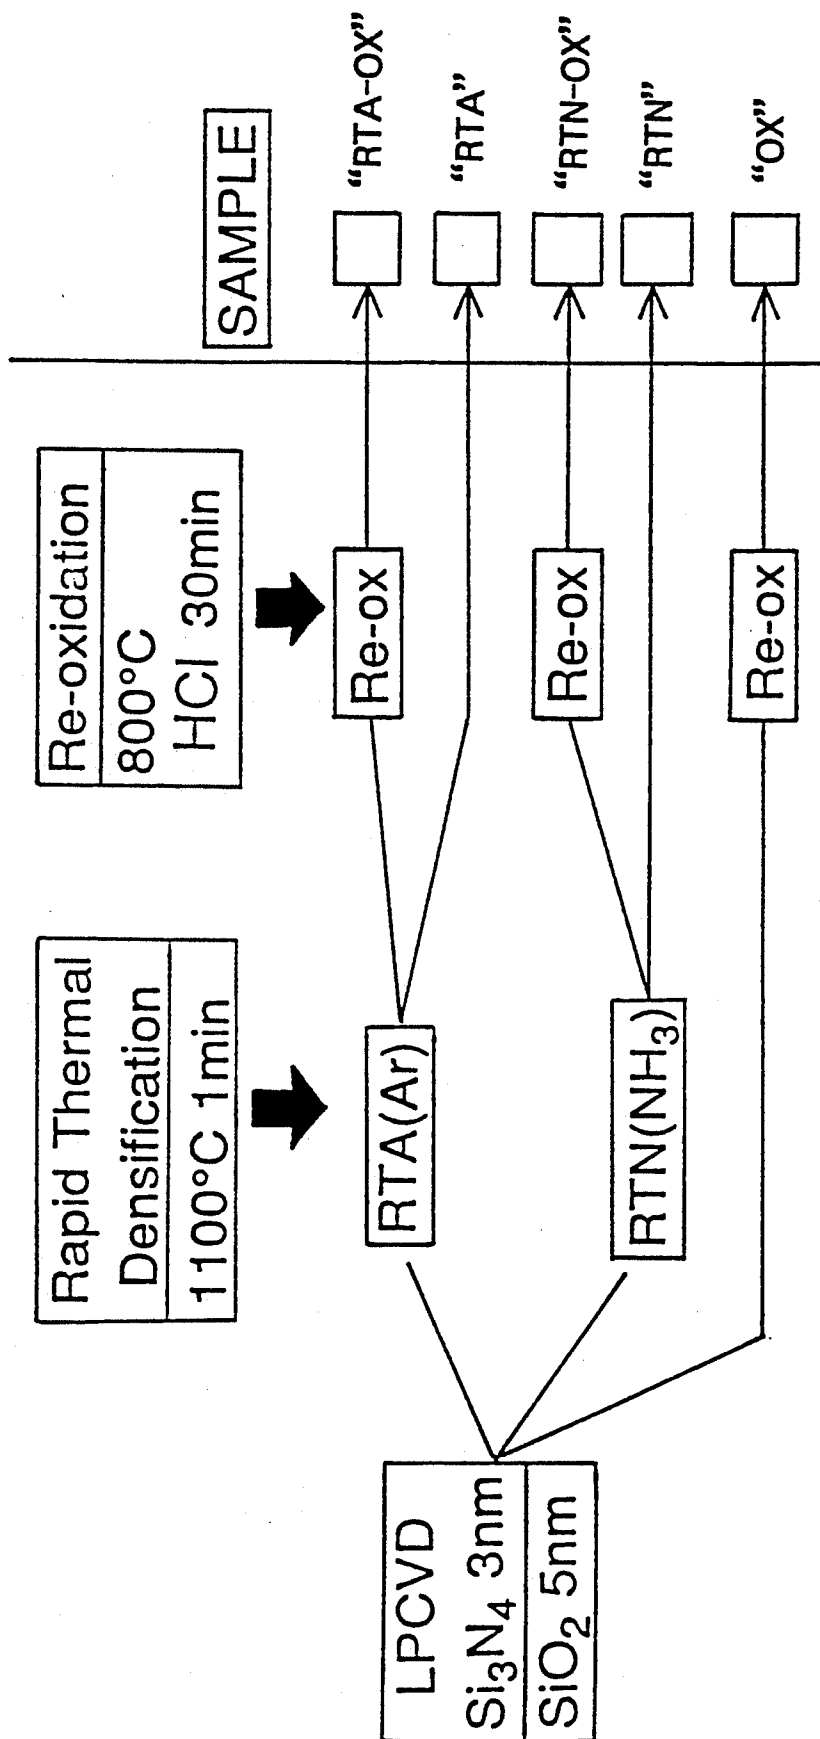 LPCVD
Si3N4 3nm
SiO2 5nm
Rapid Thermal
Densification
1100°C 1min
RTA(Ar)
RTN(NH3)
Re-oxidation
800°C
HCl 30min
Re-ox
Re-ox
Re-ox
SAMPLE
“RTA-OX”
“RTA”
“RTN-OX”
“RTN”
“OX”